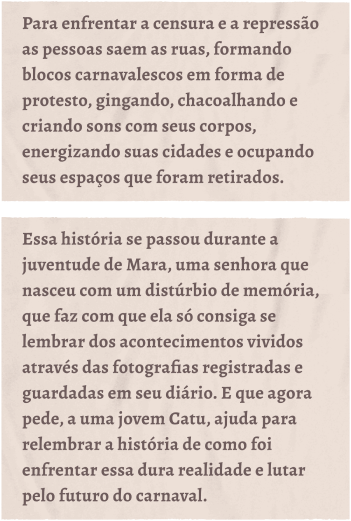 Para enfrentar a censura e a repressão
as pessoas saem as ruas, formando
blocos carnavalescos em forma de
protesto, gingando, chacoalhando e
criando sons com seus corpos,
energizando suas cidades e ocupando
seus espaços que foram retirados.
Essa história se passou durante a
juventude de Mara, uma senhora que
nasceu com um distúrbio de memória,
que faz com que ela só consiga se
lembrar dos acontecimentos vividos
através das fotografias registradas e
guardadas em seu diário. E que agora
pede, a uma jovem Catu, ajuda para
relembrar a história de como foi
enfrentar essa dura realidade e lutar
pelo futuro do carnaval.